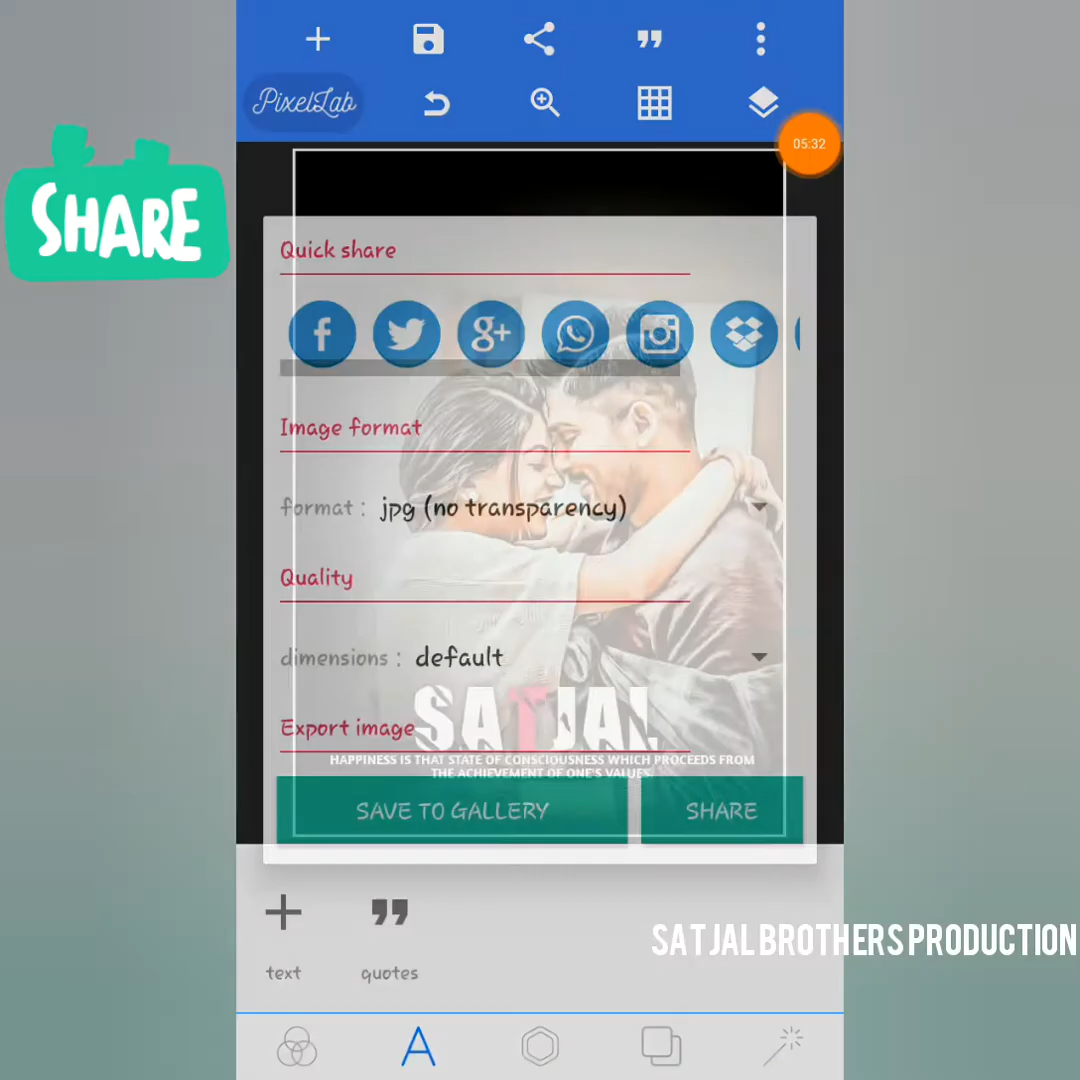 PixelLab
05:32
SHARE
Quick share
Image format
format : jpg (no transparency)
Quality
dimensions : default
SATJAL
Export image
HAPPINESS IS THAT STATE OF CONSCIOUSNESS WHICH PROCEEDS FROM
THE ACHIEVEMENT OF ONE'S VALUES.
SAVE TO GALLERY
SHARE
SATJAL BROTHERS PRODUCTION
text
quotes